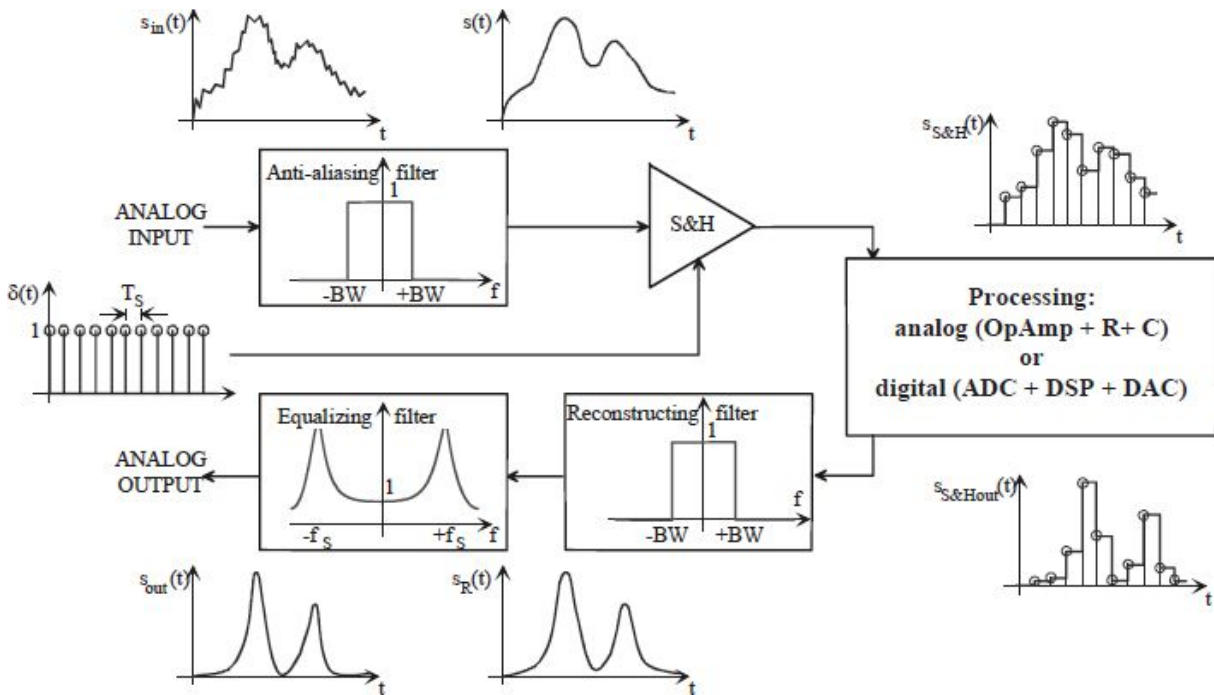 s_in(t)
t
s(t)
t
s_S&H(t)
t
Anti-aliasing filter
1
-BW +BW f
ANALOG
INPUT
S&H
δ(t)
T_S
1
Processing:
analog (OpAmp + R+ C)
or
digital (ADC + DSP + DAC)
Equalizing filter
1
-f_S +f_S f
Reconstructing filter
1
f
-BW +BW
ANALOG
OUTPUT
s_S&Hout(t)
t
s_out(t)
t
s_R(t)
t